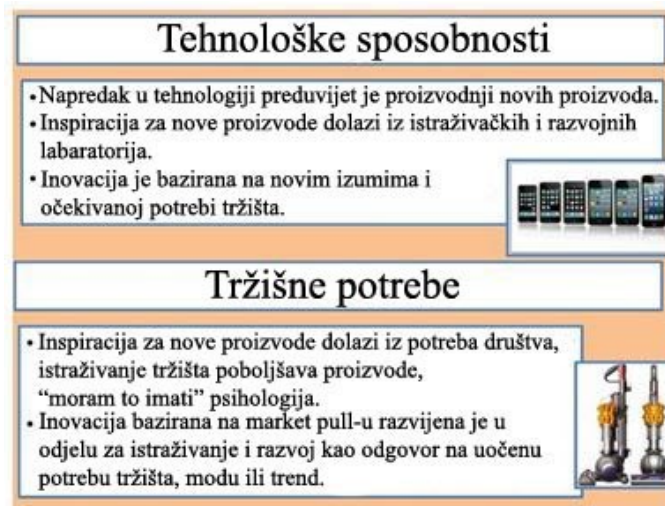 Tehnološke sposobnosti
• Napredak u tehnologiji preduvijet je proizvodnji novih proizvoda.
• Inspiracija za nove proizvode dolazi iz istraživačkih i razvojnih
labaratorija.
• Inovacija je bazirana na novim izumima i
očekivanoj potrebi tržišta.
Tržišne potrebe
• Inspiracija za nove proizvode dolazi iz potreba društva,
istraživanje tržišta poboljšava proizvode,
“moram to imati” psihologija.
• Inovacija bazirana na market pull-u razvijena je u
odjelu za istraživanje i razvoj kao odgovor na uočenu
potrebu tržišta, modu ili trend.